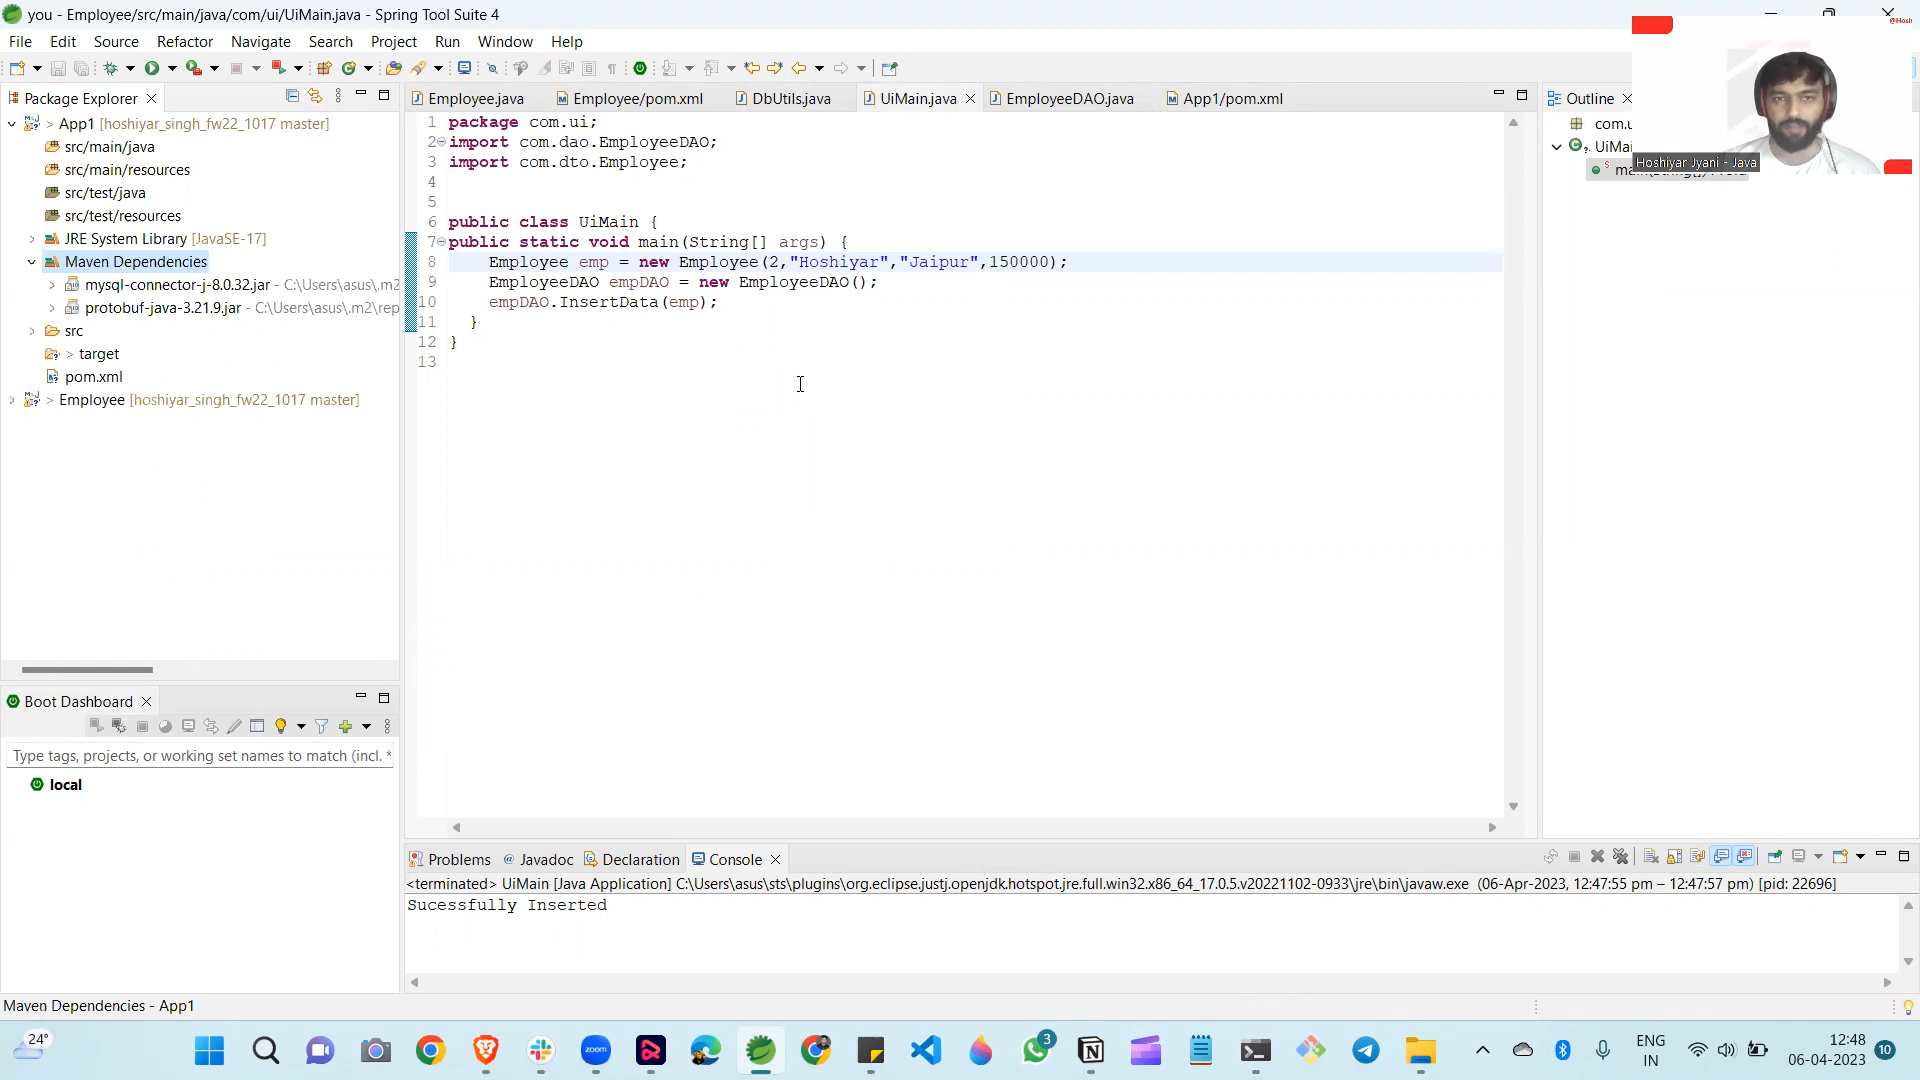 you - Employee/src/main/java/com/ui/UiMain.java - Spring Tool Suite 4
File Edit Source Refactor Navigate Search Project Run Window Help
Package Explorer
Employee.java Employee/pom.xml DbUtils.java UiMain.java EmployeeDAO.java App1/pom.xml
Outline
> App1 [hoshiyar_singh_fw22_1017 master]
src/main/java
src/main/resources
src/test/java
src/test/resources
JRE System Library [JavaSE-17]
Maven Dependencies
mysql-connector-j-8.0.32.jar - C:\Users\asus\.m2
protobuf-java-3.21.9.jar - C:\Users\asus\.m2\rep
src
> target
pom.xml
> Employee [hoshiyar_singh_fw22_1017 master]
1 package com.ui;
2 import com.dao.EmployeeDAO;
3 import com.dto.Employee;
4
5
6 public class UiMain {
7 public static void main(String[] args) {
8 Employee emp = new Employee(2,"Hoshiyar","Jaipur",150000);
9 EmployeeDAO empDAO = new EmployeeDAO();
10 empDAO.InsertData(emp);
11 }
12 }
13
com.u
UiMai
Hoshiyar Jyani - Java
Boot Dashboard
Type tags, projects, or working set names to match (incl. *
local
Problems @ Javadoc Declaration Console
<terminated> UiMain [Java Application] C:\Users\asus\sts\plugins\org.eclipse.justj.openjdk.hotspot.jre.full.win32.x86_64_17.0.5.v20221102-0933\jre\bin\javaw.exe (06-Apr-2023, 12:47:55 pm – 12:47:57 pm) [pid: 22696]
Sucessfully Inserted
Maven Dependencies - App1
24°
zoom
3
ENG
IN
12:48
06-04-2023
10